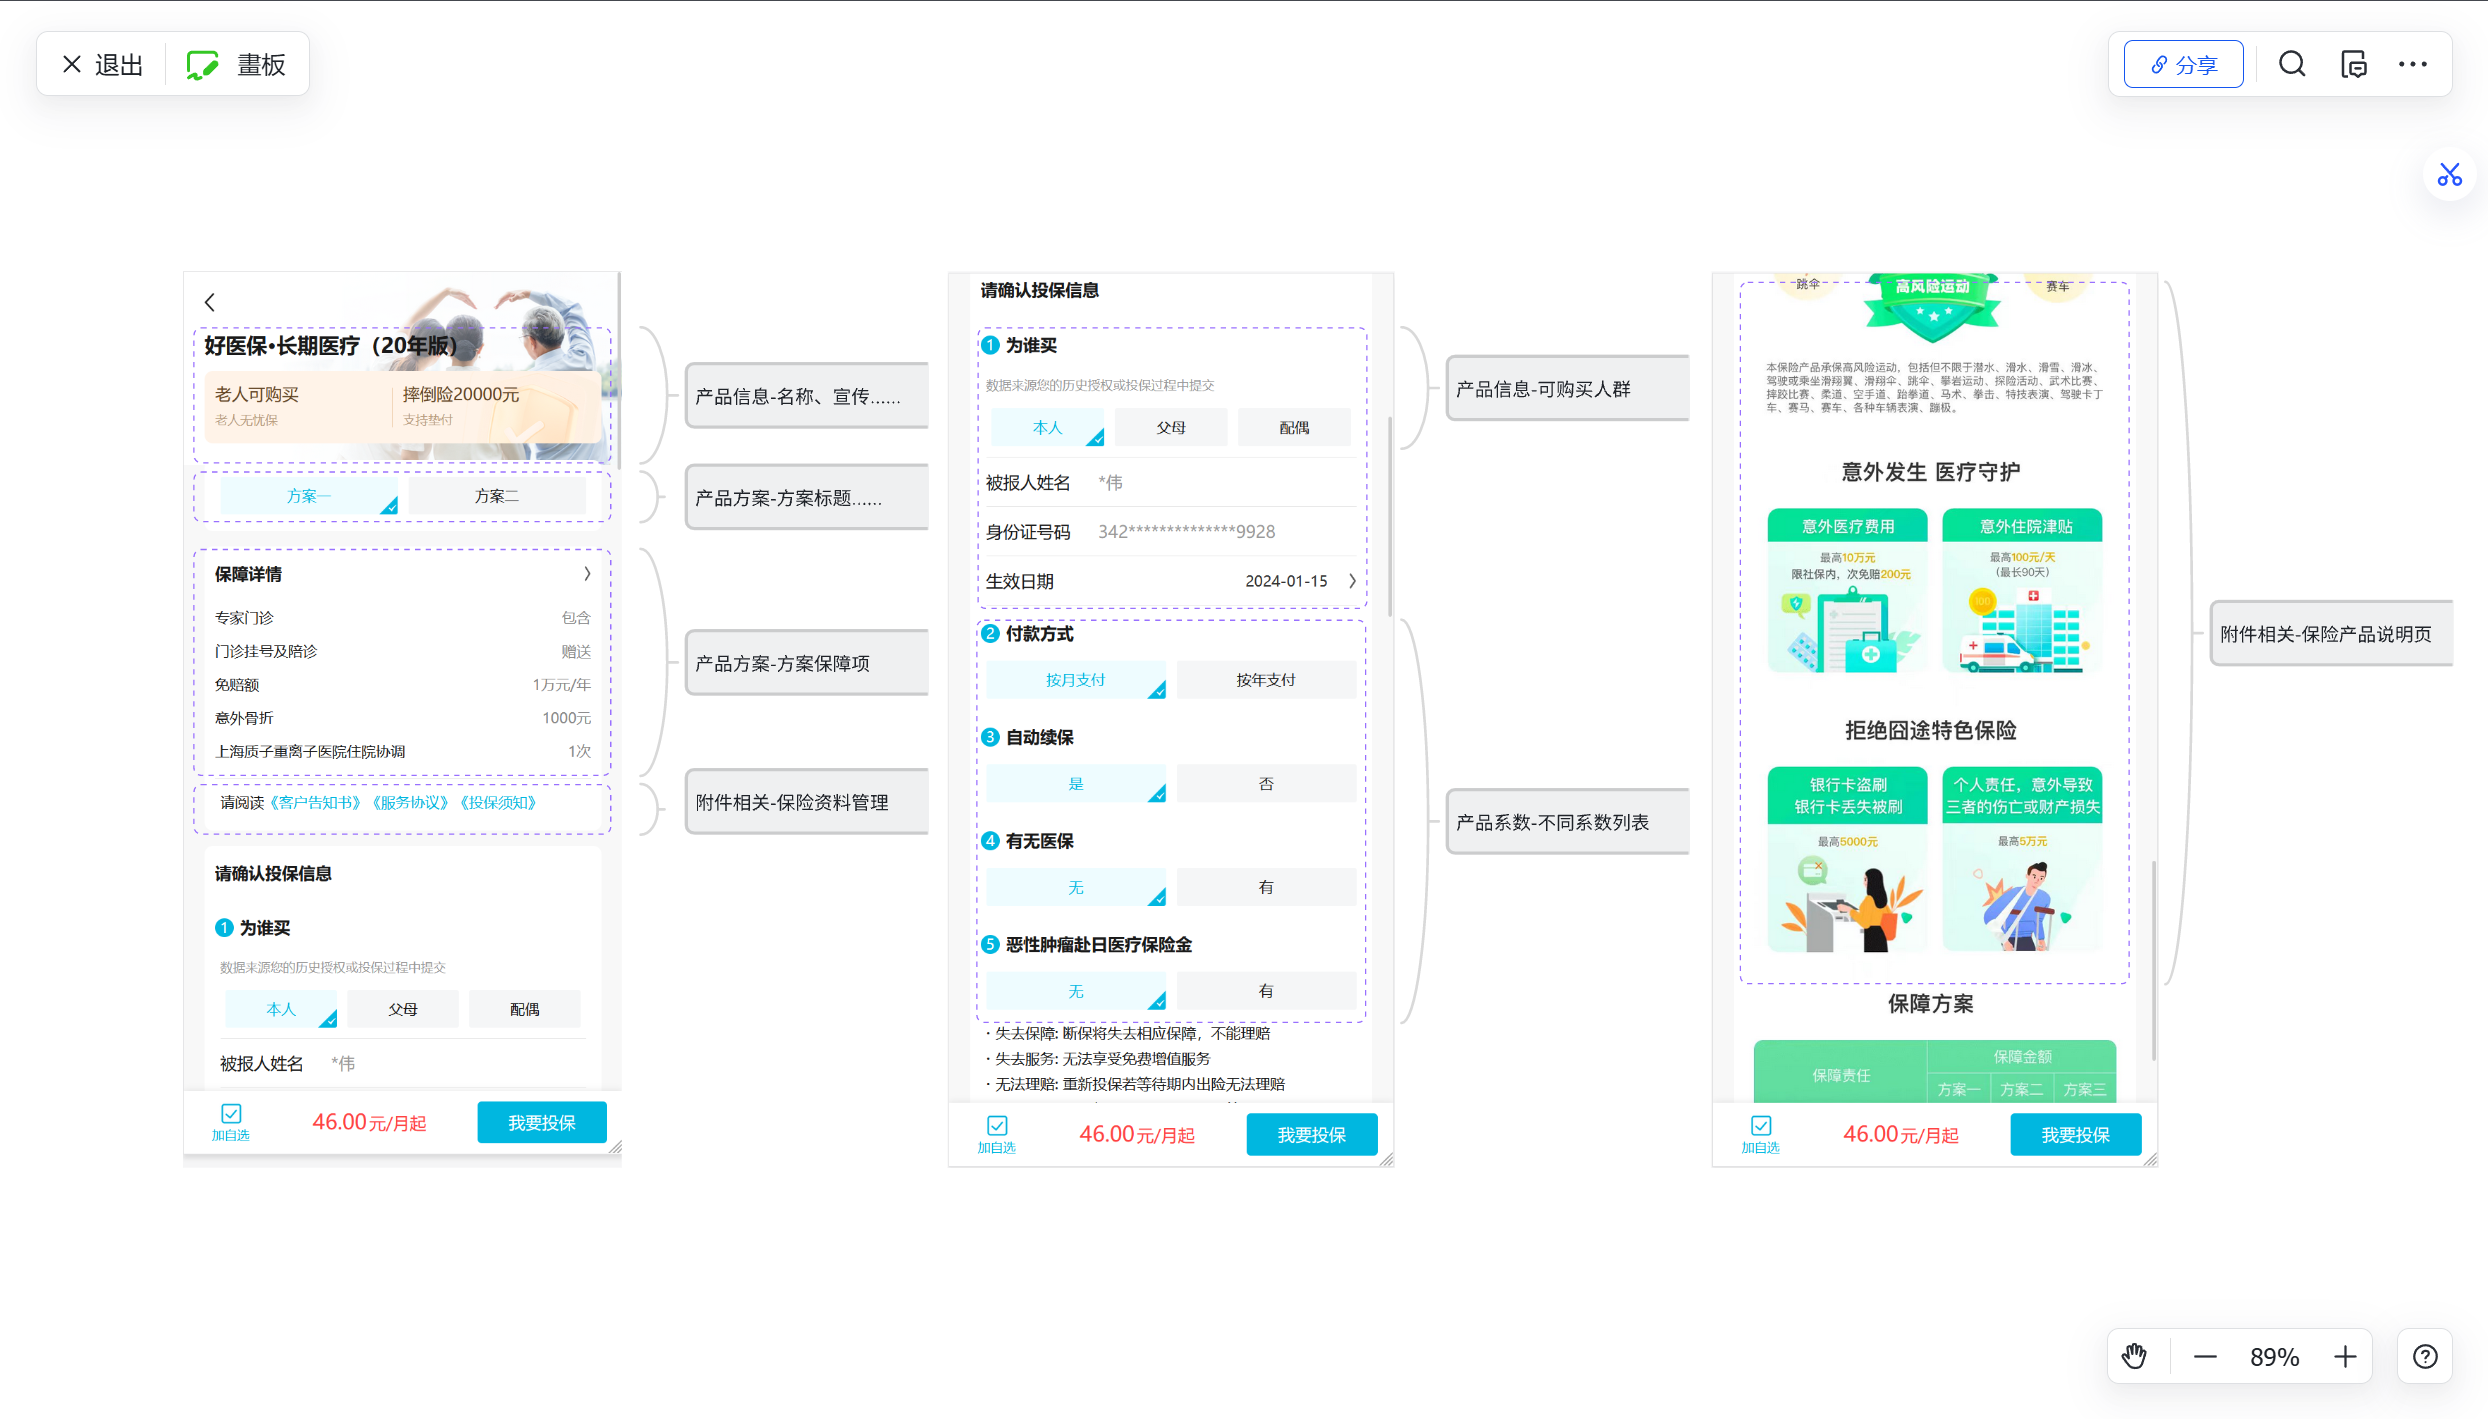 退出
畫板
分享
好医保•长期医疗（20年版）
老人可购买
老人无忧保
摔倒险20000元
支持垫付
方案一
方案二
保障详情
专家门诊 包含
门诊挂号及陪诊 赠送
免赔额 1万元/年
意外骨折 1000元
上海质子重离子医院住院协调 1次
请阅读《客户告知书》《服务协议》《投保须知》
请确认投保信息
1 为谁买
数据来源您的历史授权或投保过程中提交
本人 父母 配偶
被报人姓名 *伟
加自选
46.00元/月起
我要投保
产品信息-名称、宣传......
产品方案-方案标题......
产品方案-方案保障项
附件相关-保险资料管理
请确认投保信息
1 为谁买
数据来源您的历史授权或投保过程中提交
本人 父母 配偶
被报人姓名 *伟
身份证号码 342**************9928
生效日期 2024-01-15
2 付款方式
按月支付 按年支付
3 自动续保
是 否
4 有无医保
无 有
5 恶性肿瘤赴日医疗保险金
无 有
· 失去保障: 断保将失去相应保障，不能理赔
· 失去服务: 无法享受免费增值服务
· 无法理赔: 重新投保若等待期内出险无法理赔
加自选
46.00元/月起
我要投保
产品信息-可购买人群
产品系数-不同系数列表
跳伞
高风险运动
赛车
本保险产品承保高风险运动，包括但不限于潜水、滑水、滑雪、滑冰、
驾驶或乘坐滑翔翼、滑翔伞、跳伞、攀岩运动、探险活动、武术比赛、
摔跤比赛、柔道、空手道、跆拳道、马术、拳击、特技表演、驾驶卡丁
车、赛马、赛车、各种车辆表演、蹦极。
意外发生 医疗守护
意外医疗费用
最高10万元
限社保内，次免赔200元
意外住院津贴
最高100元/天
(最长90天)
100
拒绝囧途特色保险
银行卡盗刷
银行卡丢失被刷
最高5000元
个人责任，意外导致
三者的伤亡或财产损失
最高5万元
保障方案
保障责任
保障金额
方案一 方案二 方案三
加自选
46.00元/月起
我要投保
附件相关-保险产品说明页
89%